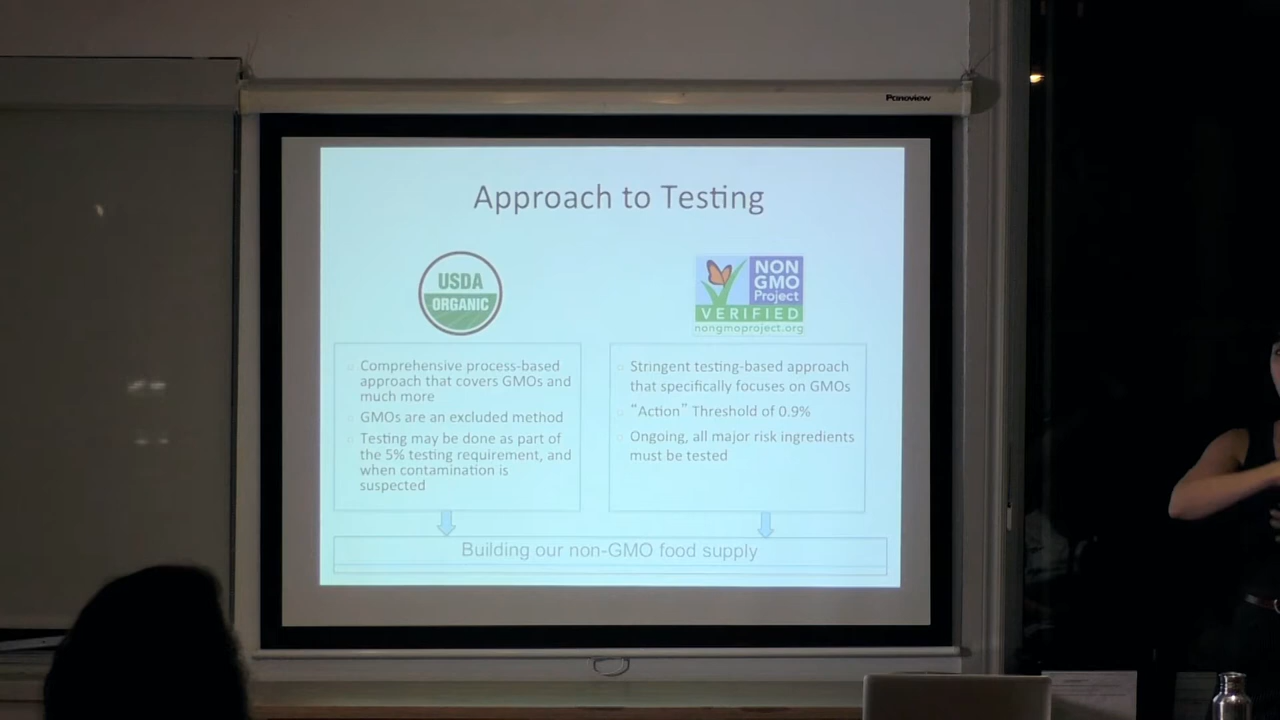 Panoview
Approach to Testing
USDA
ORGANIC
Comprehensive process-based
approach that covers GMOs and
much more
GMOs are an excluded method
Testing may be done as part of
the 5% testing requirement, and
when contamination is
suspected
NON
GMO
Project
VERIFIED
nongmoproject.org
Stringent testing-based approach
that specifically focuses on GMOs
“Action” Threshold of 0.9%
Ongoing, all major risk ingredients
must be tested
Building our non-GMO food supply